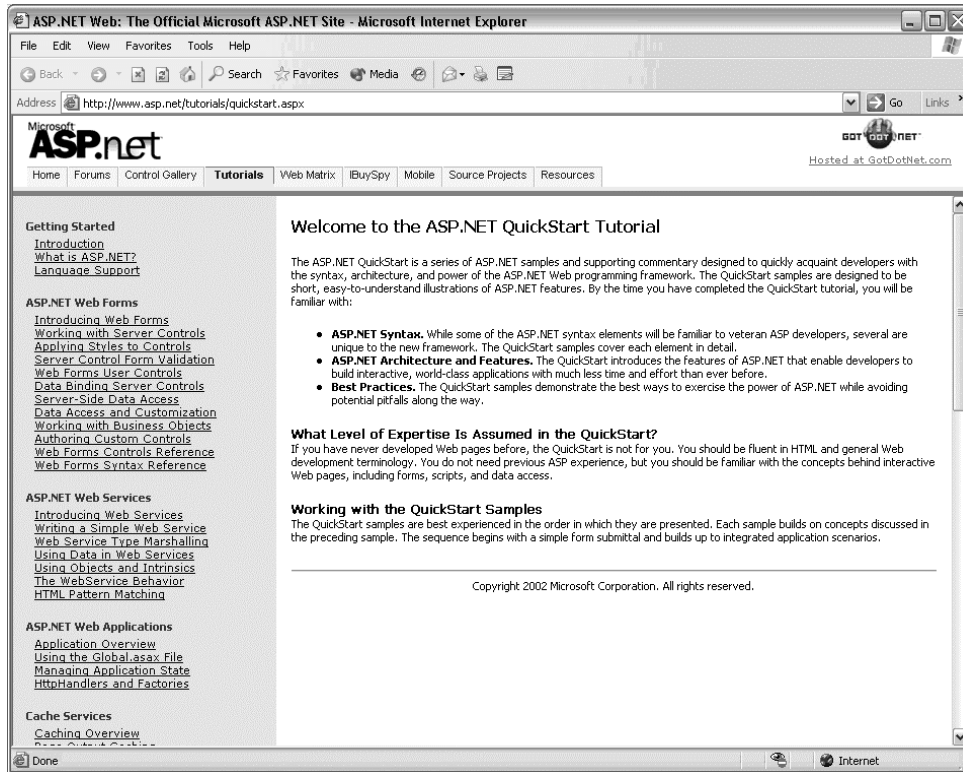 ASP.NET Web: The Official Microsoft ASP.NET Site - Microsoft Internet Explorer
File Edit View Favorites Tools Help
Back Search Favorites Media
Address http://www.asp.net/tutorials/quickstart.aspx Go Links
Microsoft
ASP.net
GOT DOT NET
Hosted at GotDotNet.com
Home Forums Control Gallery Tutorials Web Matrix IBuySpy Mobile Source Projects Resources
Getting Started
Introduction
What is ASP.NET?
Language Support
ASP.NET Web Forms
Introducing Web Forms
Working with Server Controls
Applying Styles to Controls
Server Control Form Validation
Web Forms User Controls
Data Binding Server Controls
Server-Side Data Access
Data Access and Customization
Working with Business Objects
Authoring Custom Controls
Web Forms Controls Reference
Web Forms Syntax Reference
ASP.NET Web Services
Introducing Web Services
Writing a Simple Web Service
Web Service Type Marshalling
Using Data in Web Services
Using Objects and Intrinsics
The WebService Behavior
HTML Pattern Matching
ASP.NET Web Applications
Application Overview
Using the Global.asax File
Managing Application State
HttpHandlers and Factories
Cache Services
Caching Overview
Page Output Caching
Welcome to the ASP.NET QuickStart Tutorial
The ASP.NET QuickStart is a series of ASP.NET samples and supporting commentary designed to quickly acquaint developers with
the syntax, architecture, and power of the ASP.NET Web programming framework. The QuickStart samples are designed to be
short, easy-to-understand illustrations of ASP.NET features. By the time you have completed the QuickStart tutorial, you will be
familiar with:
• ASP.NET Syntax. While some of the ASP.NET syntax elements will be familiar to veteran ASP developers, several are
unique to the new framework. The QuickStart samples cover each element in detail.
• ASP.NET Architecture and Features. The QuickStart introduces the features of ASP.NET that enable developers to
build interactive, world-class applications with much less time and effort than ever before.
• Best Practices. The QuickStart samples demonstrate the best ways to exercise the power of ASP.NET while avoiding
potential pitfalls along the way.
What Level of Expertise Is Assumed in the QuickStart?
If you have never developed Web pages before, the QuickStart is not for you. You should be fluent in HTML and general Web
development terminology. You do not need previous ASP experience, but you should be familiar with the concepts behind interactive
Web pages, including forms, scripts, and data access.
Working with the QuickStart Samples
The QuickStart samples are best experienced in the order in which they are presented. Each sample builds on concepts discussed in
the preceding sample. The sequence begins with a simple form submittal and builds up to integrated application scenarios.
Copyright 2002 Microsoft Corporation. All rights reserved.
Done Internet